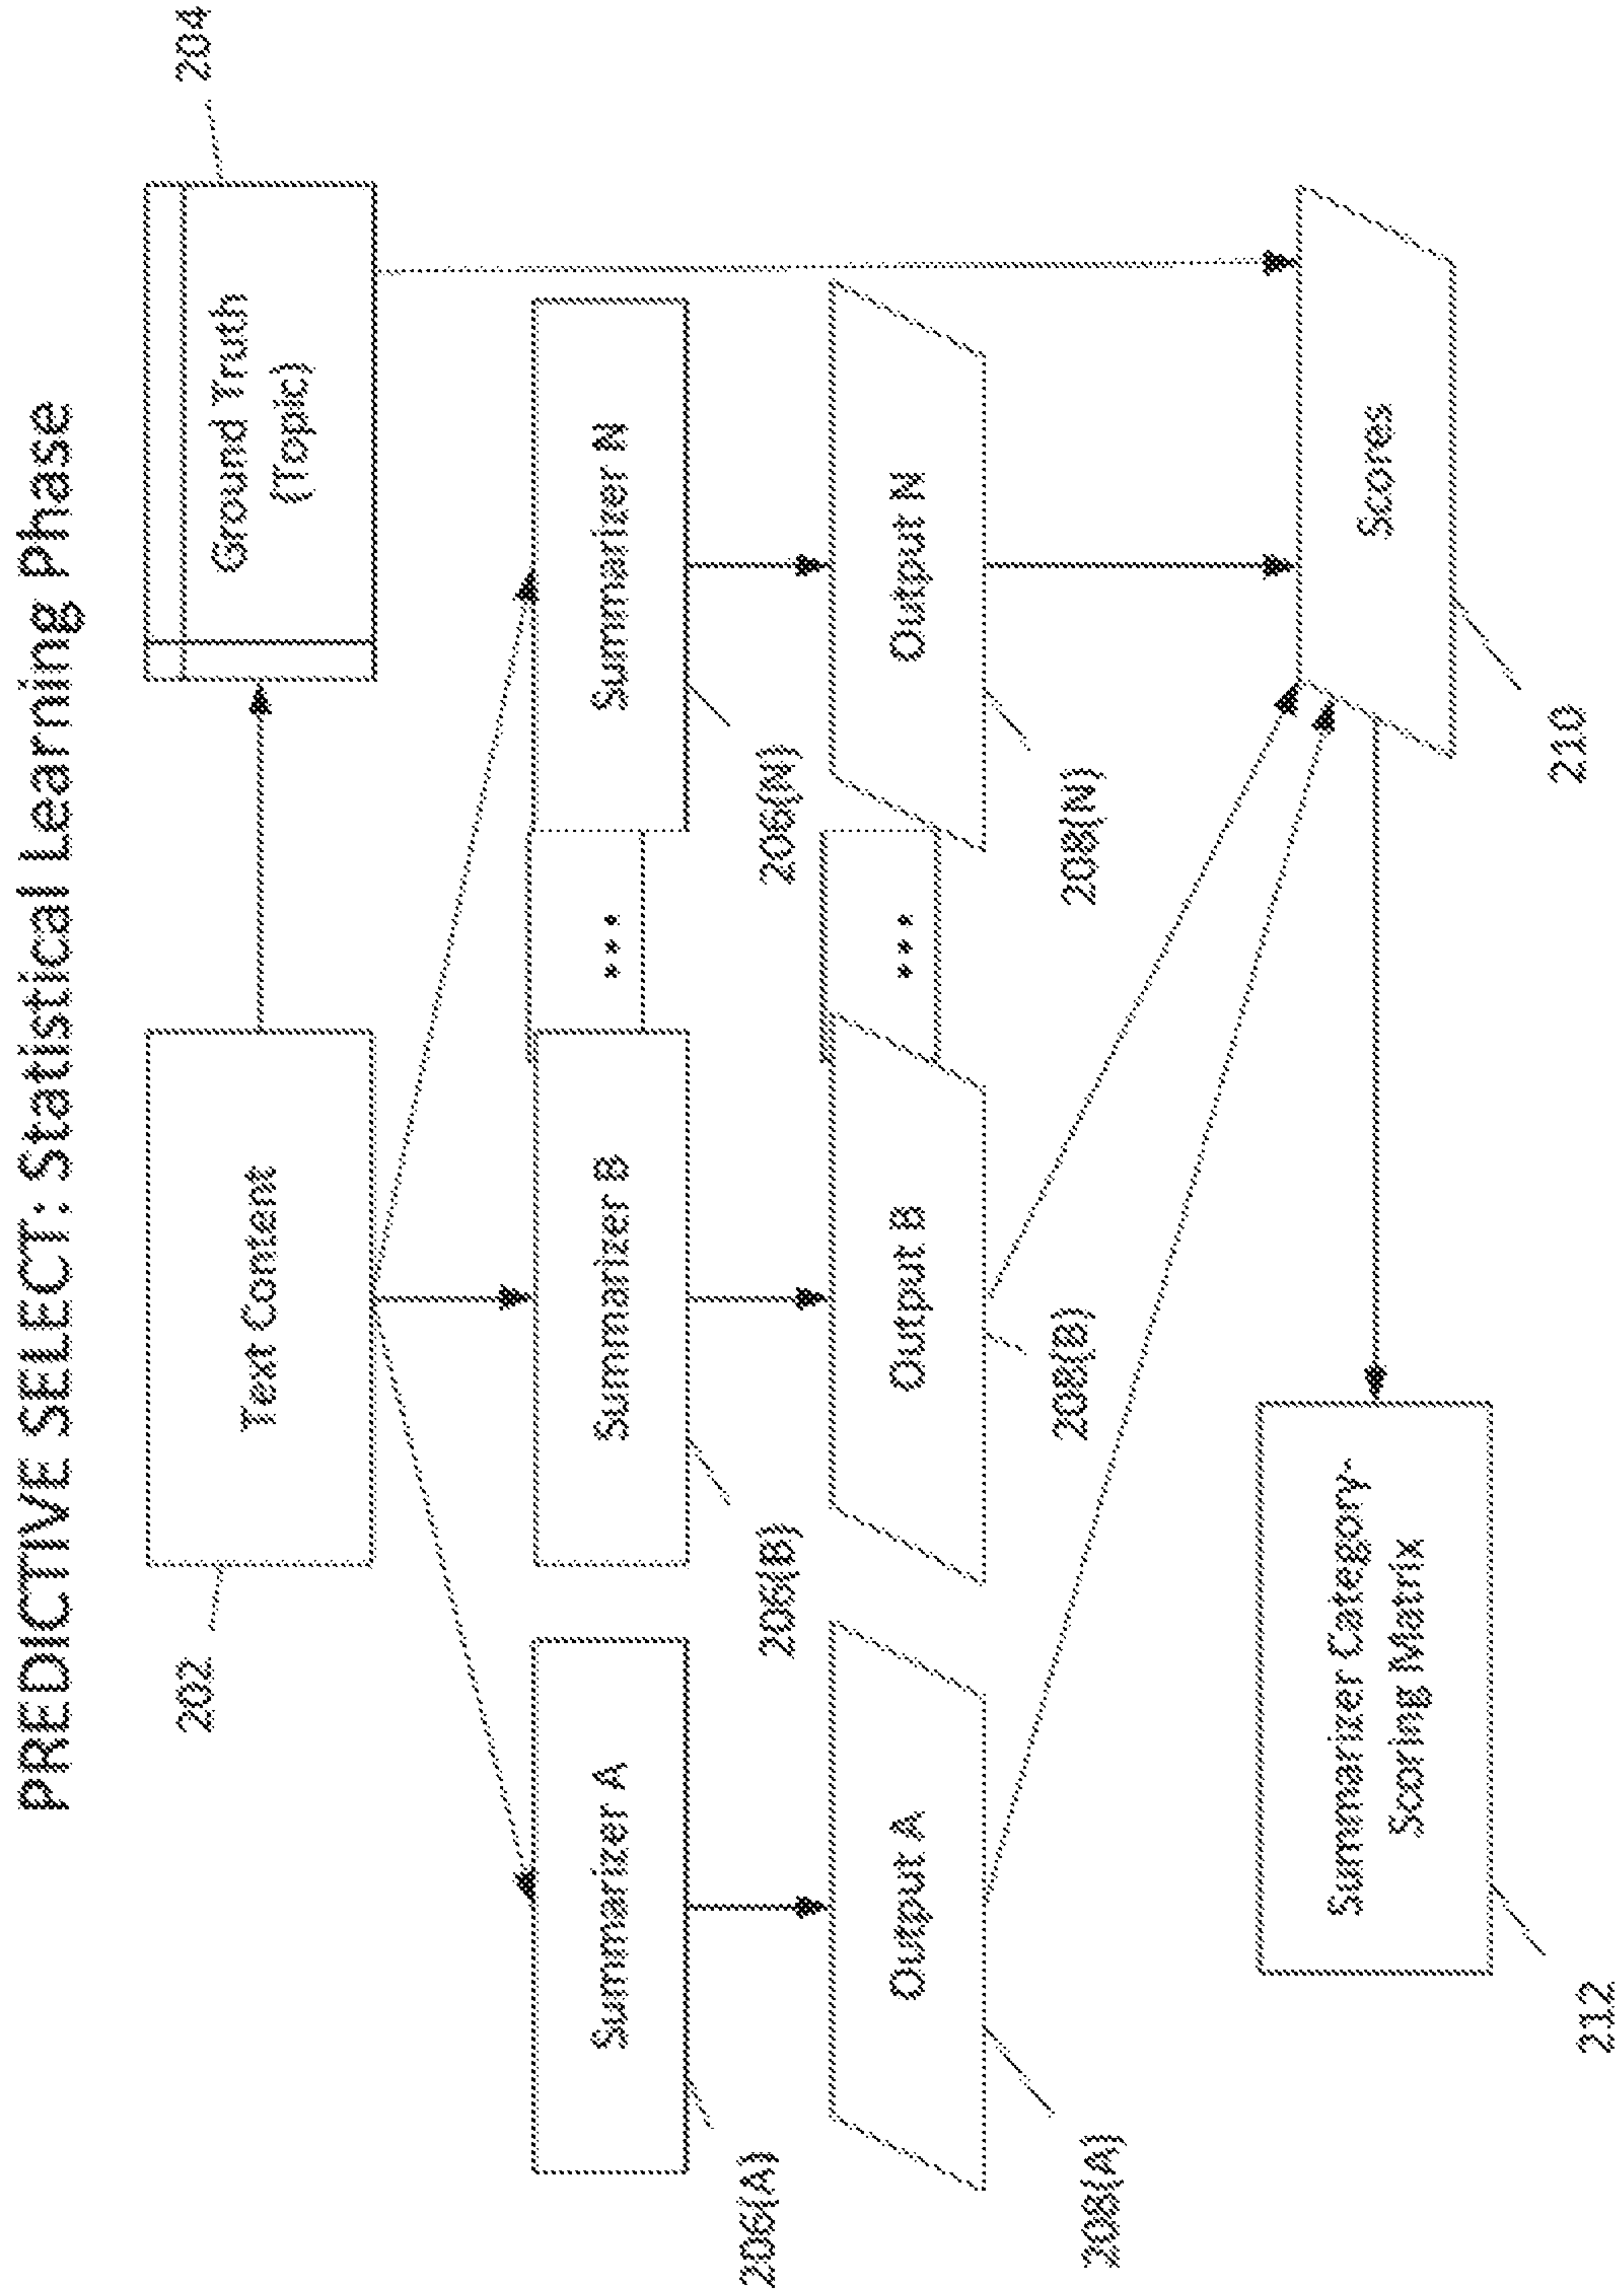 PREDICTIVE SELECT: Statistical Learning Phase
202
Text Content
Ground Truth
(Topic)
204
Summarizer A
Summarizer B
...
Summarizer N
206(A)
206(B)
206(N)
Output A
Output B
...
Output N
208(A)
208(B)
208(N)
Summarizer Category-
Scoring Matrix
Scores
212
210